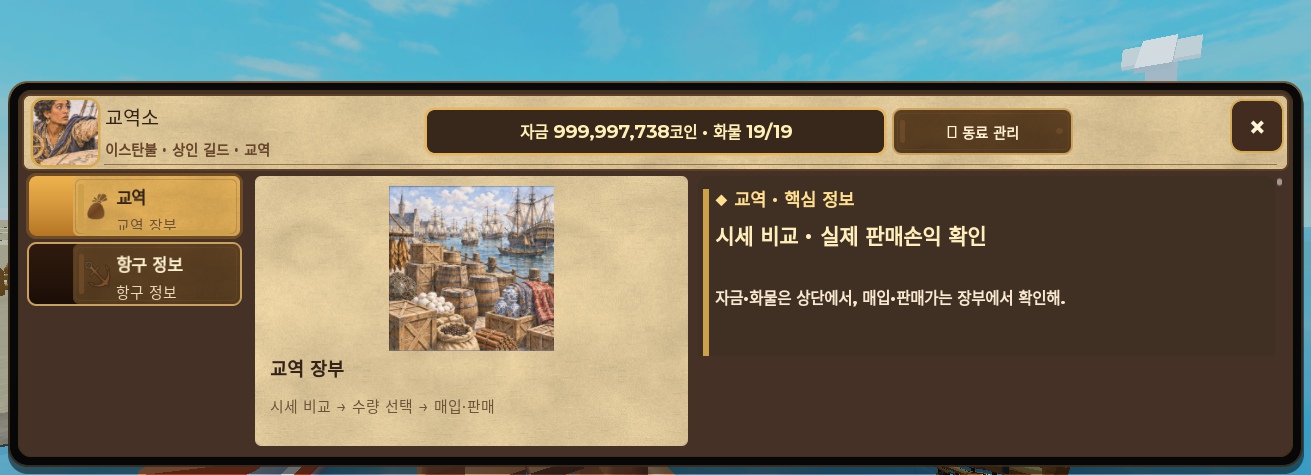 교역소
이스탄불 • 상인 길드 • 교역
자금 999,997,738코인 • 화물 19/19
동료 관리
×
교역
교역 장부
항구 정보
항구 정보
교역 장부
시세 비교 → 수량 선택 → 매입·판매
◆ 교역 • 핵심 정보
시세 비교 • 실제 판매손익 확인
자금·화물은 상단에서, 매입·판매가는 장부에서 확인해.